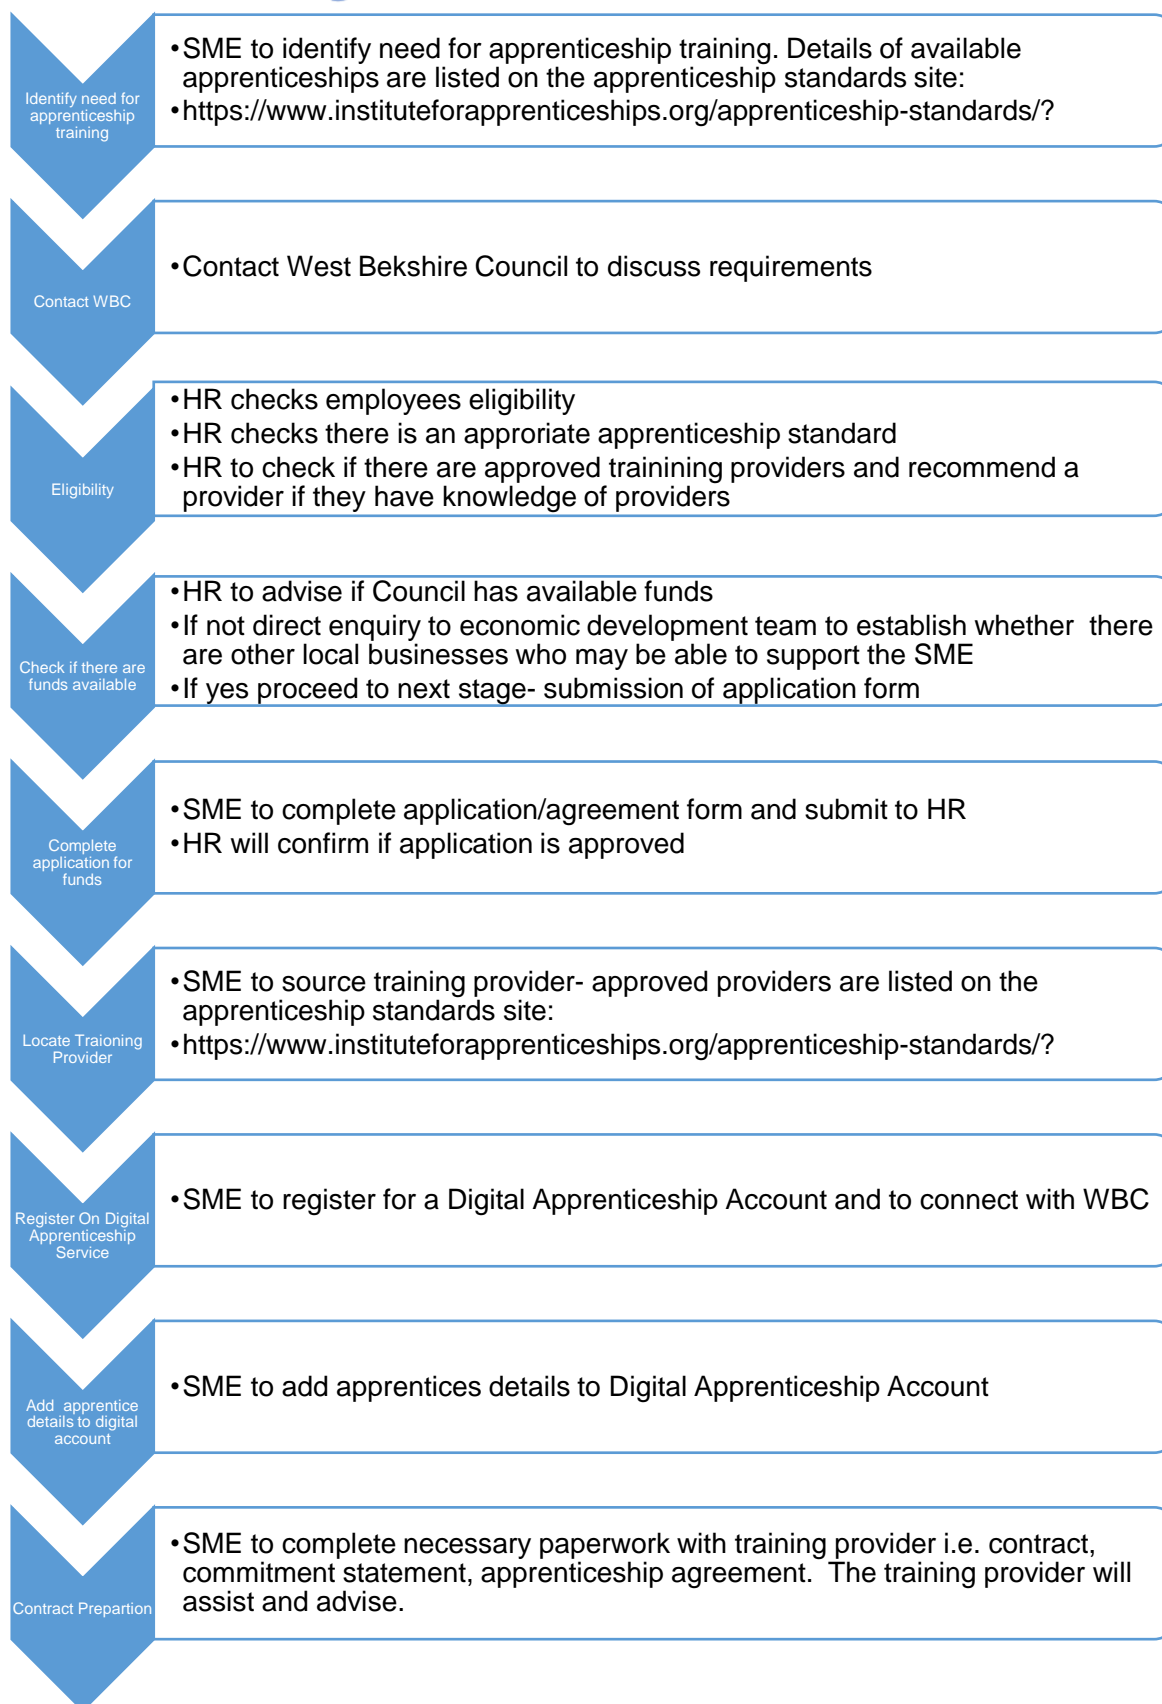 Identify need for
apprenticeship
training
•SME to identify need for apprenticeship training. Details of available
apprenticeships are listed on the apprenticeship standards site:
•https://www.instituteforapprenticeships.org/apprenticeship-standards/?
Contact WBC
•Contact West Bekshire Council to discuss requirements
Eligibility
•HR checks employees eligibility
•HR checks there is an approriate apprenticeship standard
•HR to check if there are approved trainining providers and recommend a
provider if they have knowledge of providers
Check if there are
funds available
•HR to advise if Council has available funds
•If not direct enquiry to economic development team to establish whether  there
are other local businesses who may be able to support the SME
•If yes proceed to next stage- submission of application form
Complete
application for
funds
•SME to complete application/agreement form and submit to HR
•HR will confirm if application is approved
Locate Traioning
Provider
•SME to source training provider- approved providers are listed on the
apprenticeship standards site:
•https://www.instituteforapprenticeships.org/apprenticeship-standards/?
Register On Digital
Apprenticeship
Service
•SME to register for a Digital Apprenticeship Account and to connect with WBC
Add  apprentice
details to digital
account
•SME to add apprentices details to Digital Apprenticeship Account
Contract Prepartion
•SME to complete necessary paperwork with training provider i.e. contract,
commitment statement, apprenticeship agreement.  The training provider will
assist and advise.